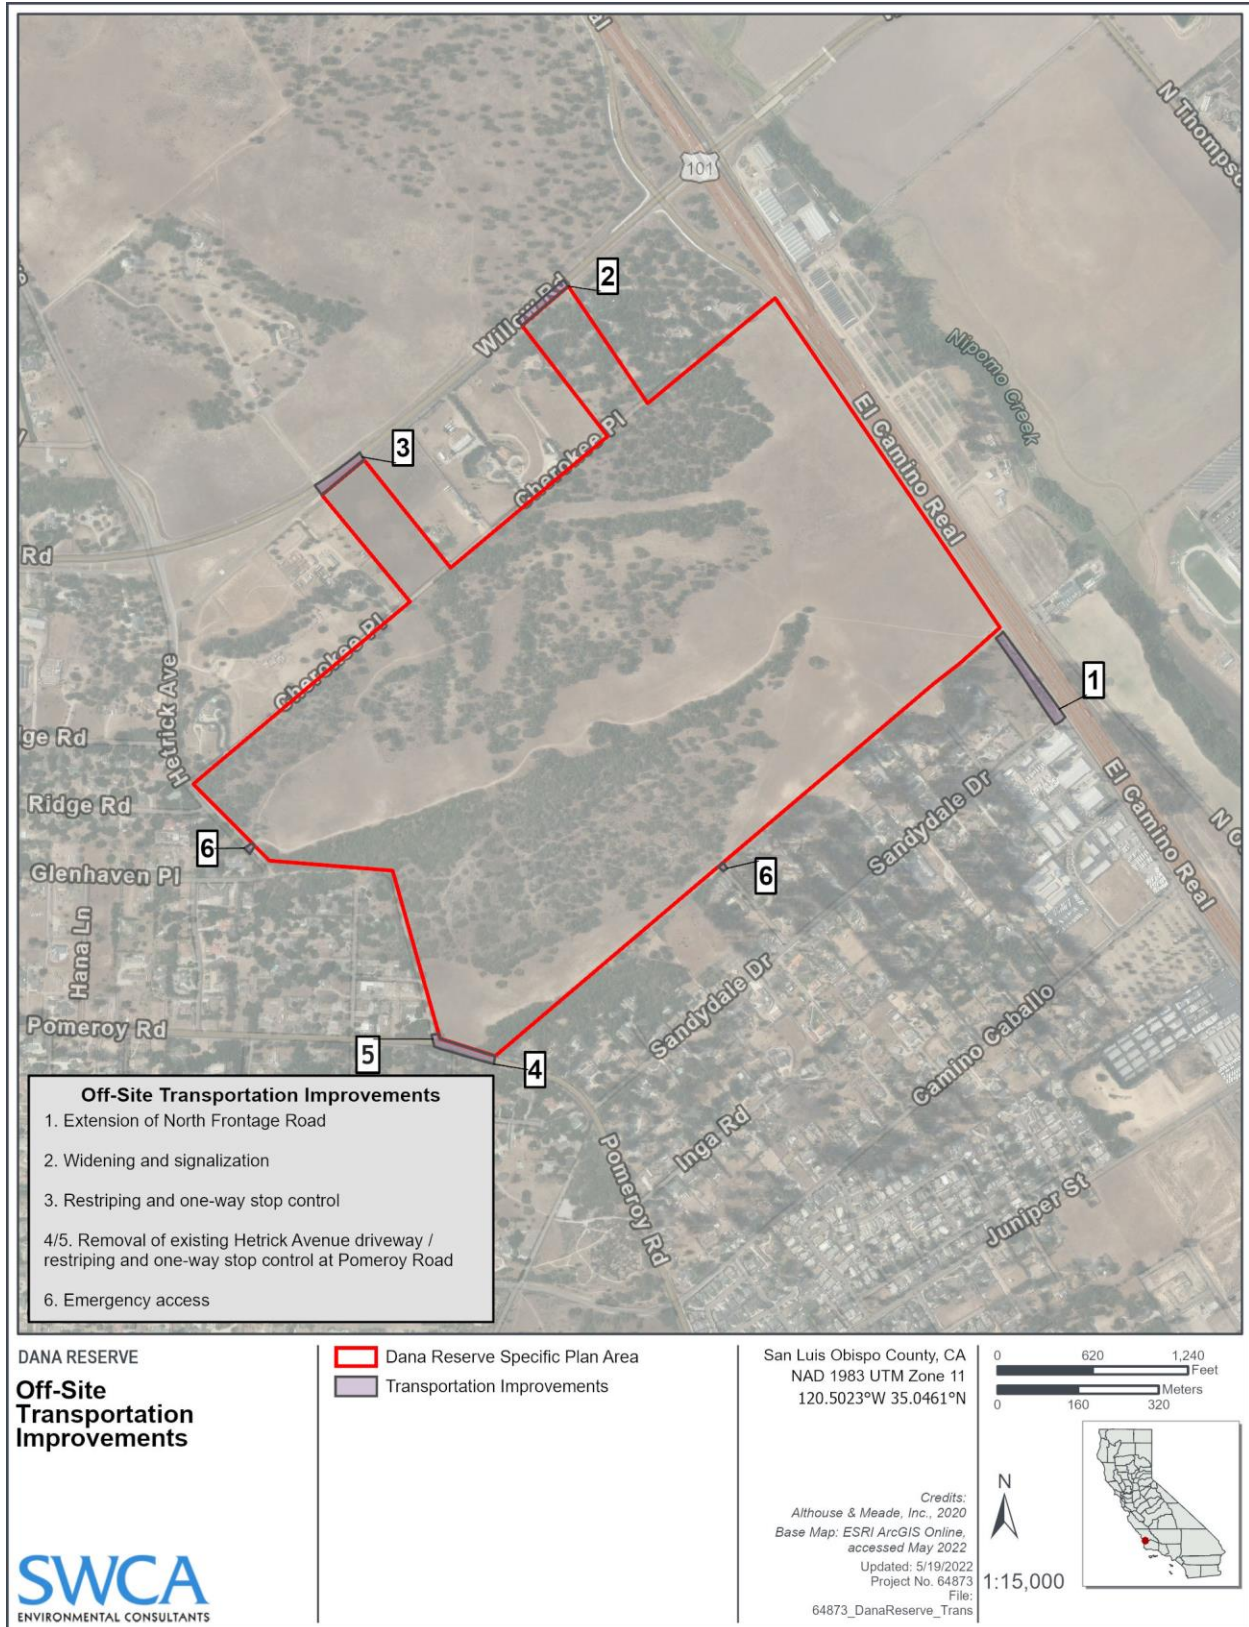 101
N Thompso
Nipomo Creek
2
Willow Rd
El Camino Real
3
Cherokee Pl
Rd
Cherokee Pl
Hetrick Ave
1
ge Rd
Ridge Rd
El Camino Real
Sandydale Dr
6
6
Glenhaven Pl
Hana Ln
Sandydale Dr
Camino Caballo
Pomeroy Rd
5
4
Inga Rd
Pomeroy Rd
Juniper St
Off-Site Transportation Improvements
1. Extension of North Frontage Road
2. Widening and signalization
3. Restriping and one-way stop control
4/5. Removal of existing Hetrick Avenue driveway /
restriping and one-way stop control at Pomeroy Road
6. Emergency access
DANA RESERVE
Off-Site
Transportation
Improvements
SWCA
ENVIRONMENTAL CONSULTANTS
Dana Reserve Specific Plan Area
Transportation Improvements
San Luis Obispo County, CA
NAD 1983 UTM Zone 11
120.5023°W 35.0461°N
Credits:
Althouse & Meade, Inc., 2020
Base Map: ESRI ArcGIS Online,
accessed May 2022
Updated: 5/19/2022
Project No. 64873
File:
64873_DanaReserve_Trans
0 620 1,240
Feet
Meters
0 160 320
N
1:15,000